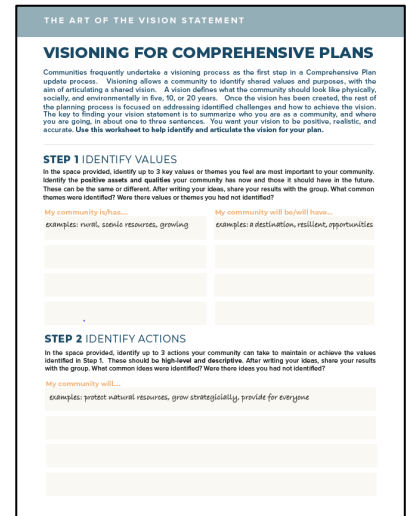 THE ART OF THE VISION STATEMENT
VISIONING FOR COMPREHENSIVE PLANS
Communities frequently undertake a visioning process as the first step in a Comprehensive Plan
update process. Visioning allows a community to identify shared values and purposes, with the
aim of articulating a shared vision. A vision defines what the community should look like physically,
socially, and environmentally in five, 10, or 20 years. Once the vision has been created, the rest of
the planning process is focused on addressing identified challenges and how to achieve the vision.
The key to finding your vision statement is to summarize who you are as a community, and where
you are going, in about one to three sentences. You want your vision to be positive, realistic, and
accurate. Use this worksheet to help identify and articulate the vision for your plan.
STEP 1 IDENTIFY VALUES
In the space provided, identify up to 3 key values or themes you feel are most important to your community.
Identify the positive assets and qualities your community has now and those it should have in the future.
These can be the same or different. After writing your ideas, share your results with the group. What common
themes were identified? Were there values or themes you had not identified?
My community is/has....
My community will be/will have....
examples: rural, scenic resources, growing
examples: a destination, resilient, opportunities
STEP 2 IDENTIFY ACTIONS
In the space provided, identify up to 3 actions your community can take to maintain or achieve the values
identified in Step 1. These should be high-level and descriptive. After writing your ideas, share your results
with the group. What common ideas were identified? Were there ideas you had not identified?
My community will....
examples: protect natural resources, grow strategicially, provide for everyone